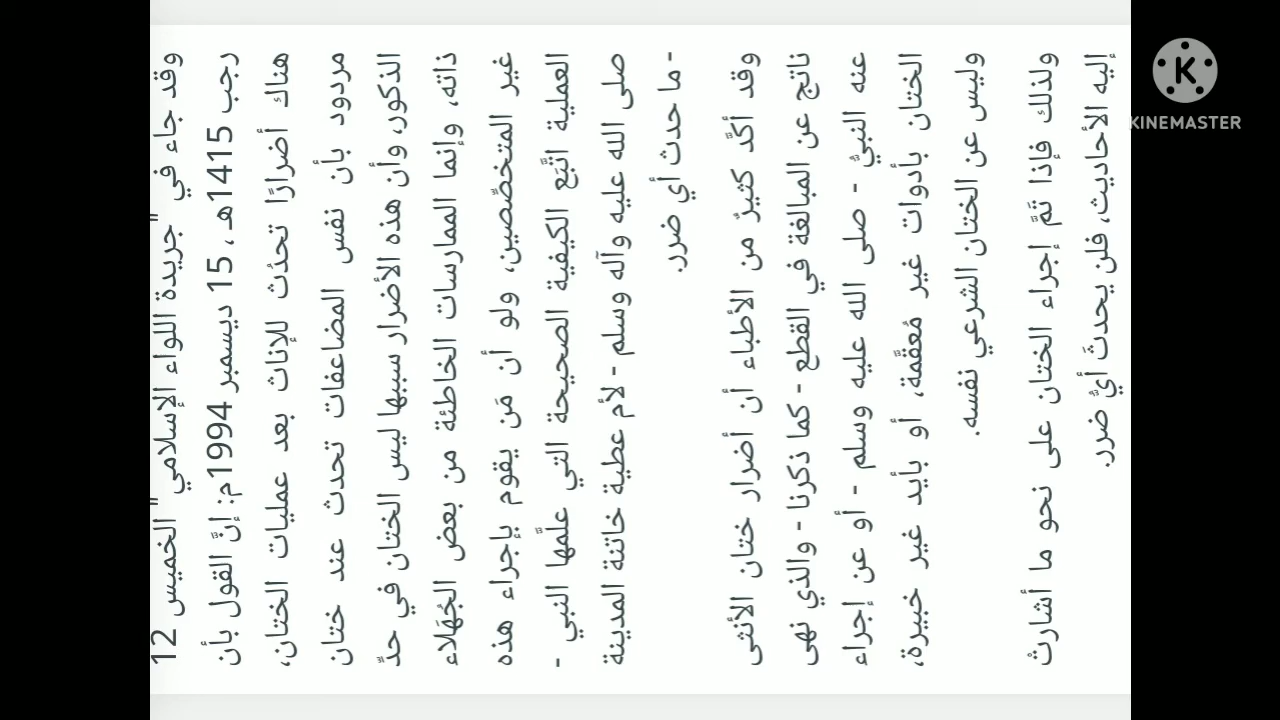 وقد جاء في "جريدة اللواء الإسلامي" الخميس 12
رجب 1415هـ، 15 ديسمبر 1994م: إنَّ القول بأن
هناك أضرارًا تحدُث للإناث بعد عمليات الختان،
مردود بأن نفس المضاعفات تحدث عند ختان
الذكور، وأن هذه الأضرار سببها ليس الختان في حدِّ
ذاته، وإنما الممارسات الخاطئة من بعض الجُهَلاء
غير المتخصِّصين، ولو أن مَن يقوم بإجراء هذه
العملية اتَّبَع الكيفية الصحيحة التي علَّمها النبي -
صلى الله عليه وآله وسلم - لأم عطية خاتنة المدينة
- ما حدث أي ضرر.
وقد أكَّد كثيرٌ من الأطباء أن أضرار ختان الأنثى
ناتج عن المبالغة في القطع - كما ذكرنا - والذي نهى
عنه النبيُّ - صلى الله عليه وسلم - أو عن إجراء
الختان بأدوات غير مُعقَّمة، أو بأيد غير خبيرة،
وليس عن الختان الشرعي نفسه.
ولذلك فإذا تَمَّ إجراء الختان على نحو ما أشارتْ
إليه الأحاديث، فلن يحدثَ أيُّ ضرر.
KINEMASTER